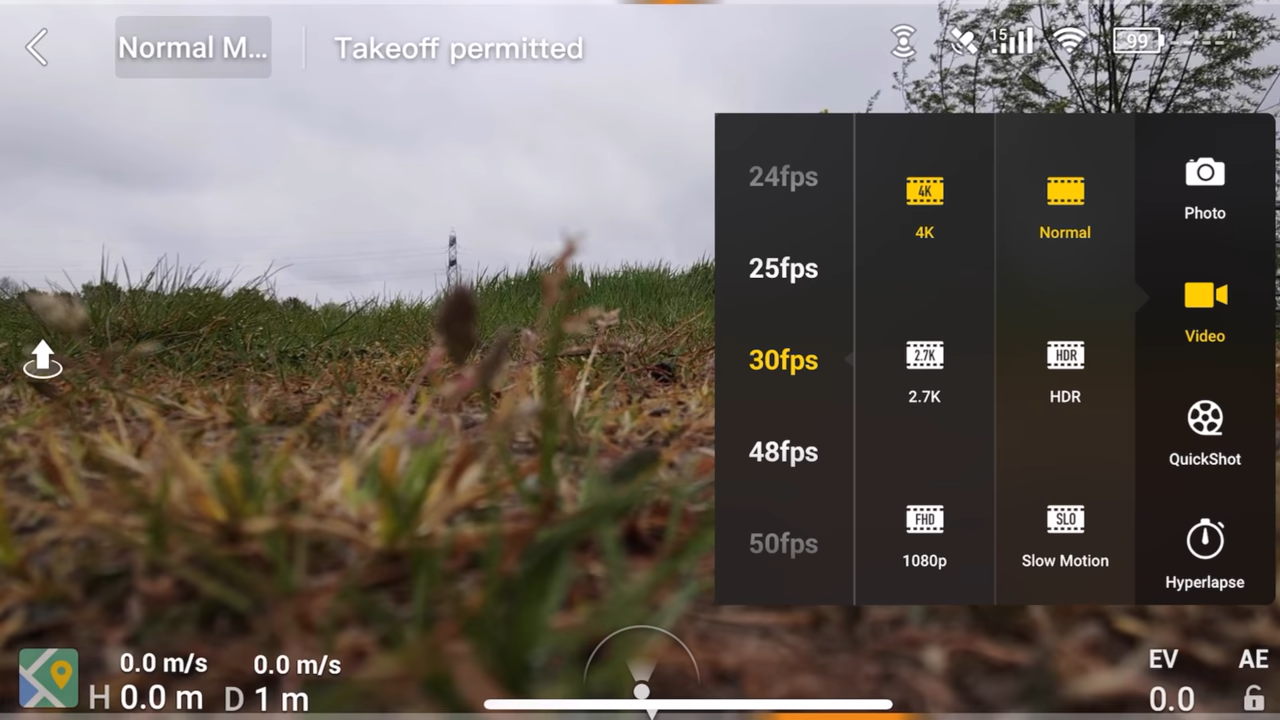 Normal M... Takeoff permitted 15 99
24fps
25fps
30fps
48fps
50fps
4K
4K
2.7K
2.7K
FHD
1080p
Normal
HDR
HDR
SLO
Slow Motion
Photo
Video
QuickShot
Hyperlapse
0.0 m/s 0.0 m/s
H 0.0 m D 1 m
EV AE
0.0